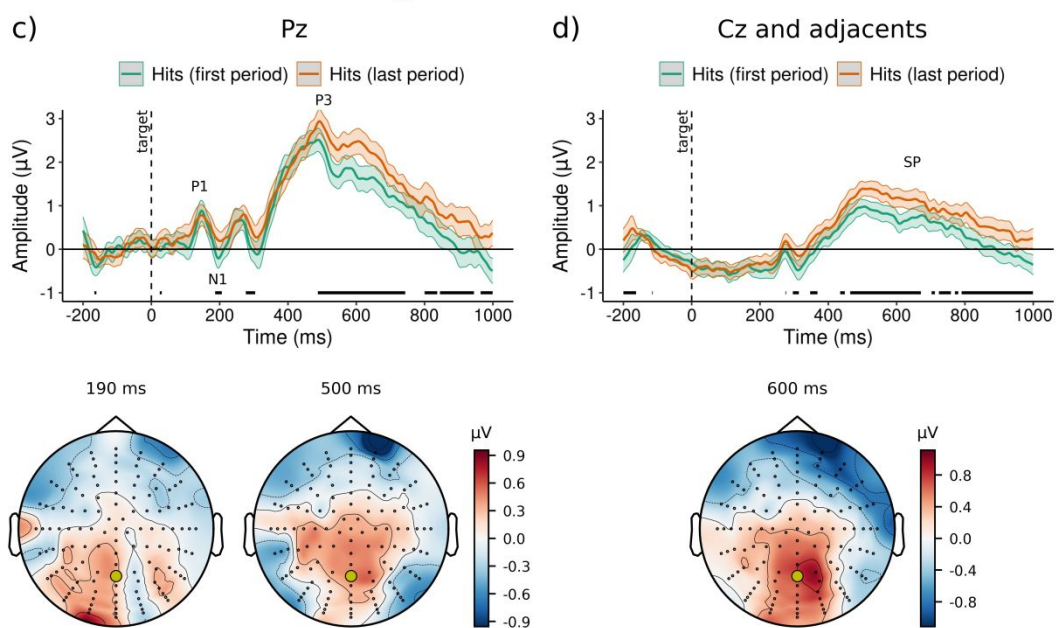 c) Pz
Hits (first period) Hits (last period)
Amplitude (μV)
3
2
1
0
-1
target
P1
N1
P3
-200 0 200 400 600 800 1000
Time (ms)
d) Cz and adjacents
Hits (first period) Hits (last period)
Amplitude (μV)
3
2
1
0
-1
target
SP
-200 0 200 400 600 800 1000
Time (ms)
190 ms
500 ms
μV
0.9
0.6
0.3
0.0
-0.3
-0.6
-0.9
600 ms
μV
0.8
0.4
0.0
-0.4
-0.8